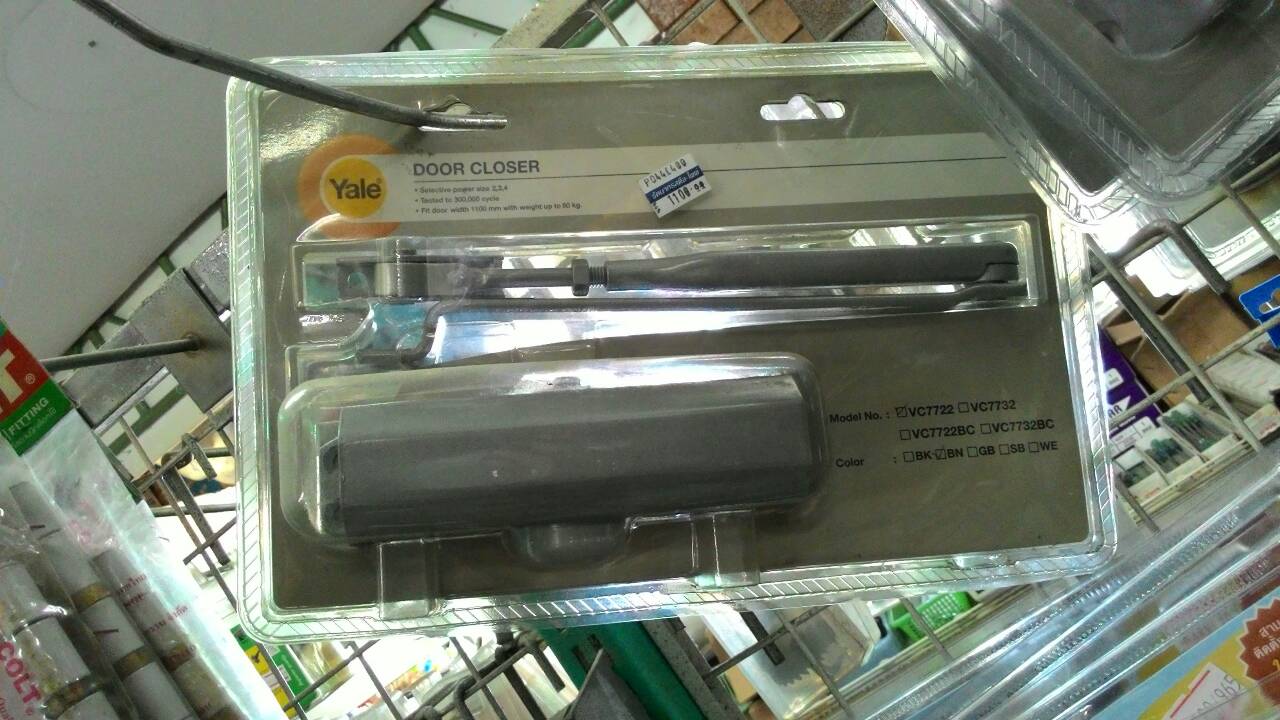 Yale
DOOR CLOSER
• Selective power size 2,3,4
• Tested to 300,000 cycle
• Fit door width 1100 mm with weight up to 80 kg.
1100
Model No. : ☑VC7722 ☐VC7732
☐VC7722BC ☐VC7732BC
Color : ☐BK ☑BN ☐GB ☐SB ☐WE
T®
FITTING
COLT